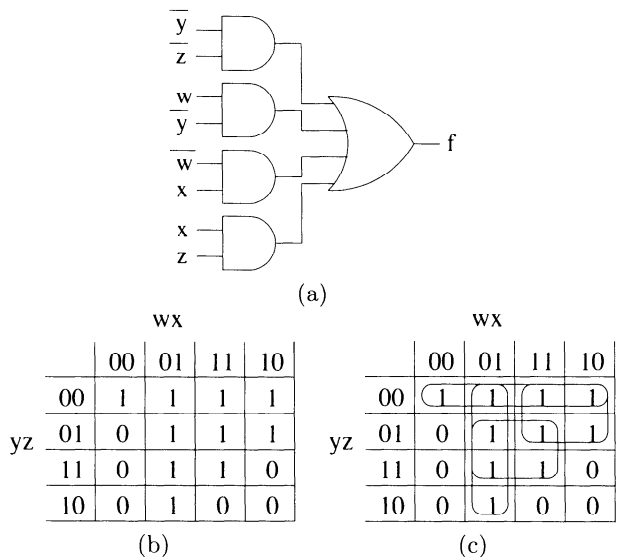 y̅
z̅
w
y̅
w̅
x
f
x
z
(a)
wx
00 01 11 10
00 1 1 1 1
yz 01 0 1 1 1
11 0 1 1 0
10 0 1 0 0
(b)
wx
00 01 11 10
00 1 1 1 1
yz 01 0 1 1 1
11 0 1 1 0
10 0 1 0 0
(c)